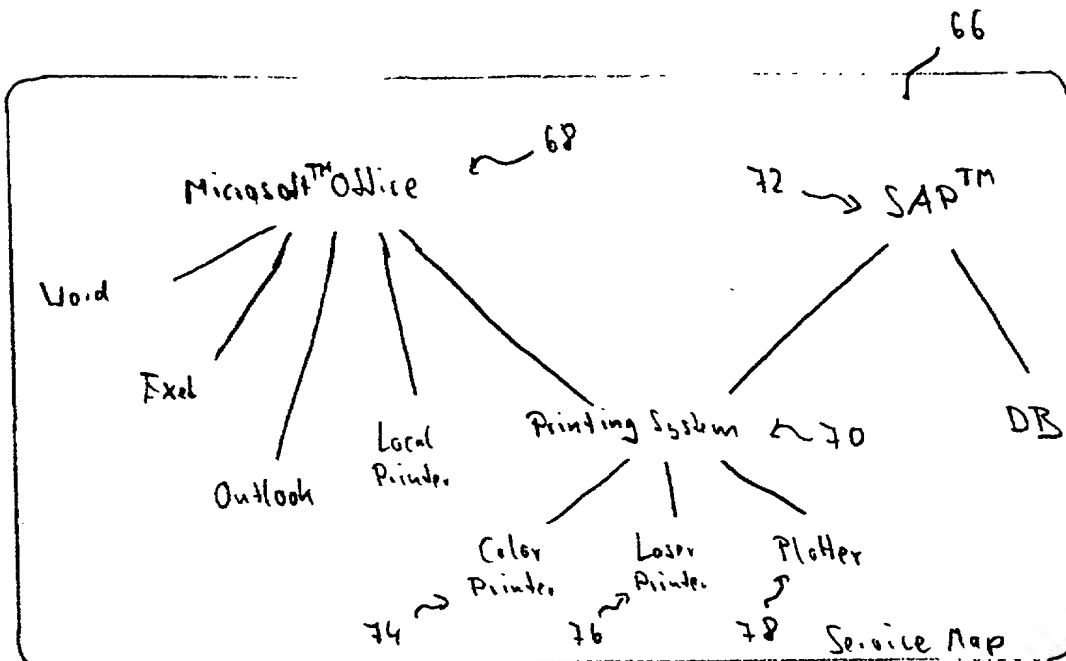 66
68
Microsoft™ Office
72
SAP™
Word
Exel
Local
Printer
Printing System
70
DB
Outlook
Color
Printer
Laser
Printer
Plotter
74
76
78
Service Map